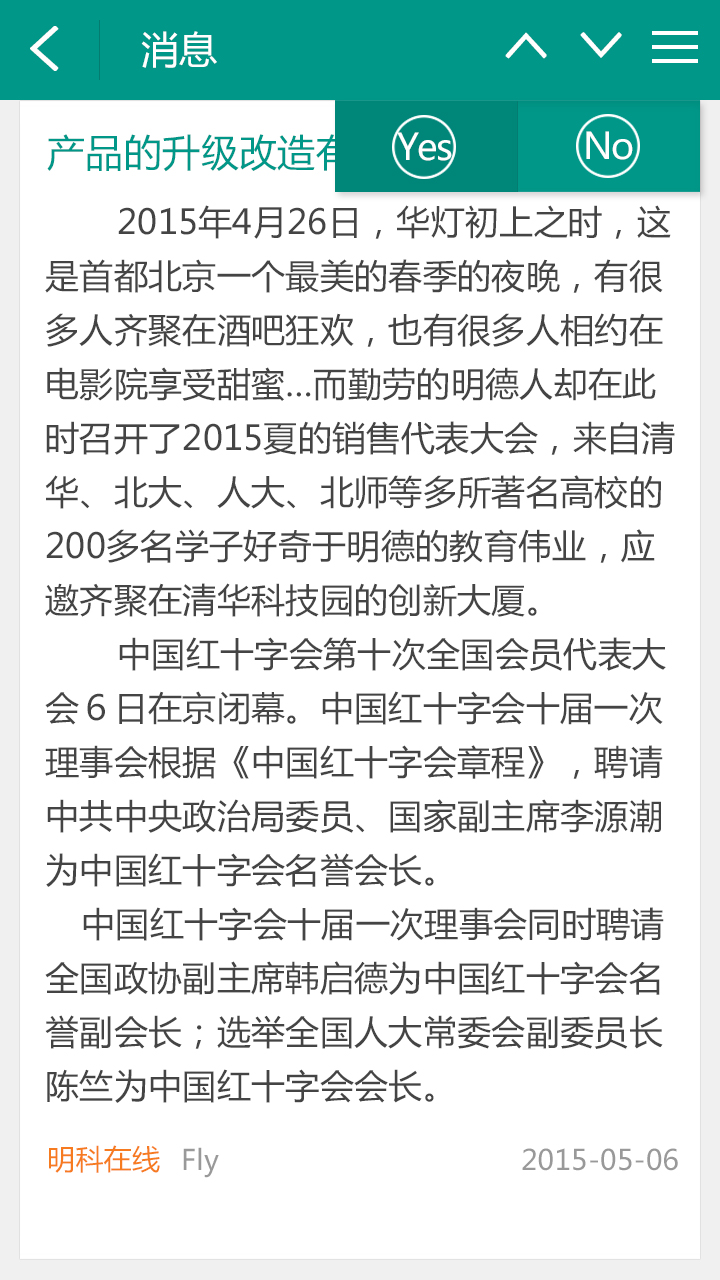 消息
产品的升级改造
Yes
No
2015年4月26日，华灯初上之时，这
是首都北京一个最美的春季的夜晚，有很
多人齐聚在酒吧狂欢，也有很多人相约在
电影院享受甜蜜...而勤劳的明德人却在此
时召开了2015夏的销售代表大会，来自清
华、北大、人大、北师等多所著名高校的
200多名学子好奇于明德的教育伟业，应
邀齐聚在清华科技园的创新大厦。
中国红十字会第十次全国会员代表大
会６日在京闭幕。中国红十字会十届一次
理事会根据《中国红十字会章程》，聘请
中共中央政治局委员、国家副主席李源潮
为中国红十字会名誉会长。
中国红十字会十届一次理事会同时聘请
全国政协副主席韩启德为中国红十字会名
誉副会长；选举全国人大常委会副委员长
陈竺为中国红十字会会长。
明科在线 Fly 2015-05-06